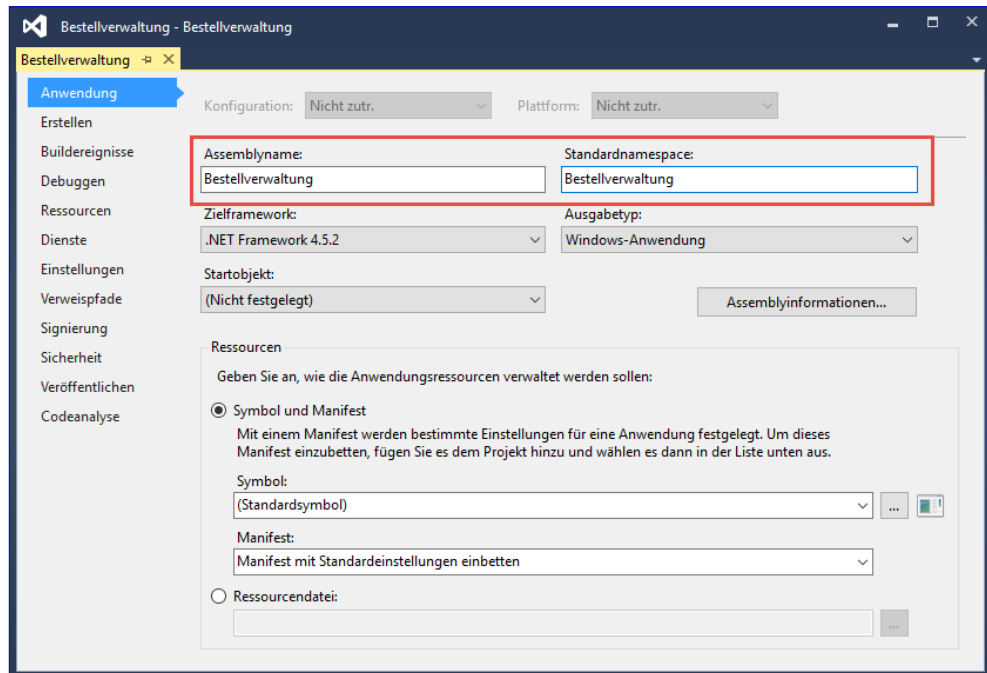 Bestellverwaltung - Bestellverwaltung
Bestellverwaltung
Anwendung
Erstellen
Buildereignisse
Debuggen
Ressourcen
Dienste
Einstellungen
Verweispfade
Signierung
Sicherheit
Veröffentlichen
Codeanalyse
Konfiguration: Nicht zutr. Plattform: Nicht zutr.
Assemblyname: Standardnamespace:
Bestellverwaltung Bestellverwaltung
Zielframework: Ausgabetyp:
.NET Framework 4.5.2 Windows-Anwendung
Startobjekt:
(Nicht festgelegt) Assemblyinformationen...
Ressourcen
Geben Sie an, wie die Anwendungsressourcen verwaltet werden sollen:
Symbol und Manifest
Mit einem Manifest werden bestimmte Einstellungen für eine Anwendung festgelegt. Um dieses
Manifest einzubetten, fügen Sie es dem Projekt hinzu und wählen es dann in der Liste unten aus.
Symbol:
(Standardsymbol) ...
Manifest:
Manifest mit Standardeinstellungen einbetten
Ressourcendatei:
...